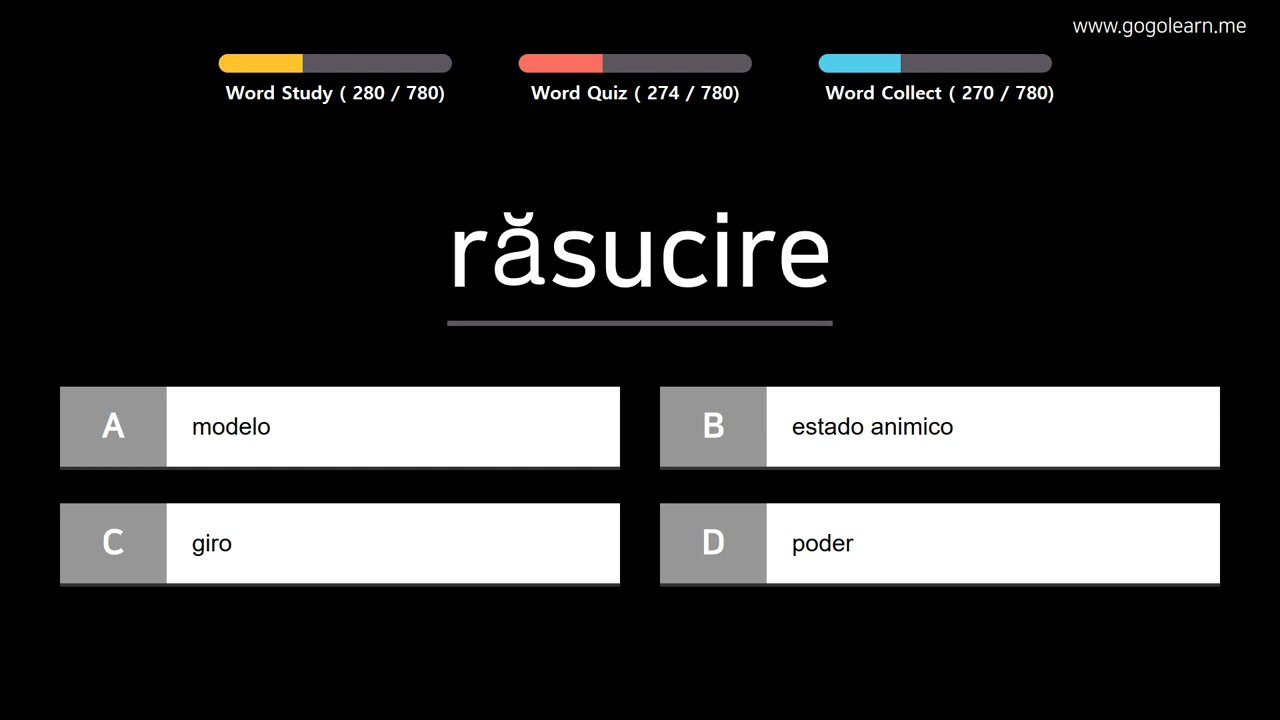 www.gogolearn.me
Word Study ( 280 / 780)
Word Quiz ( 274 / 780)
Word Collect ( 270 / 780)
răsucire
A modelo
B estado animico
C giro
D poder